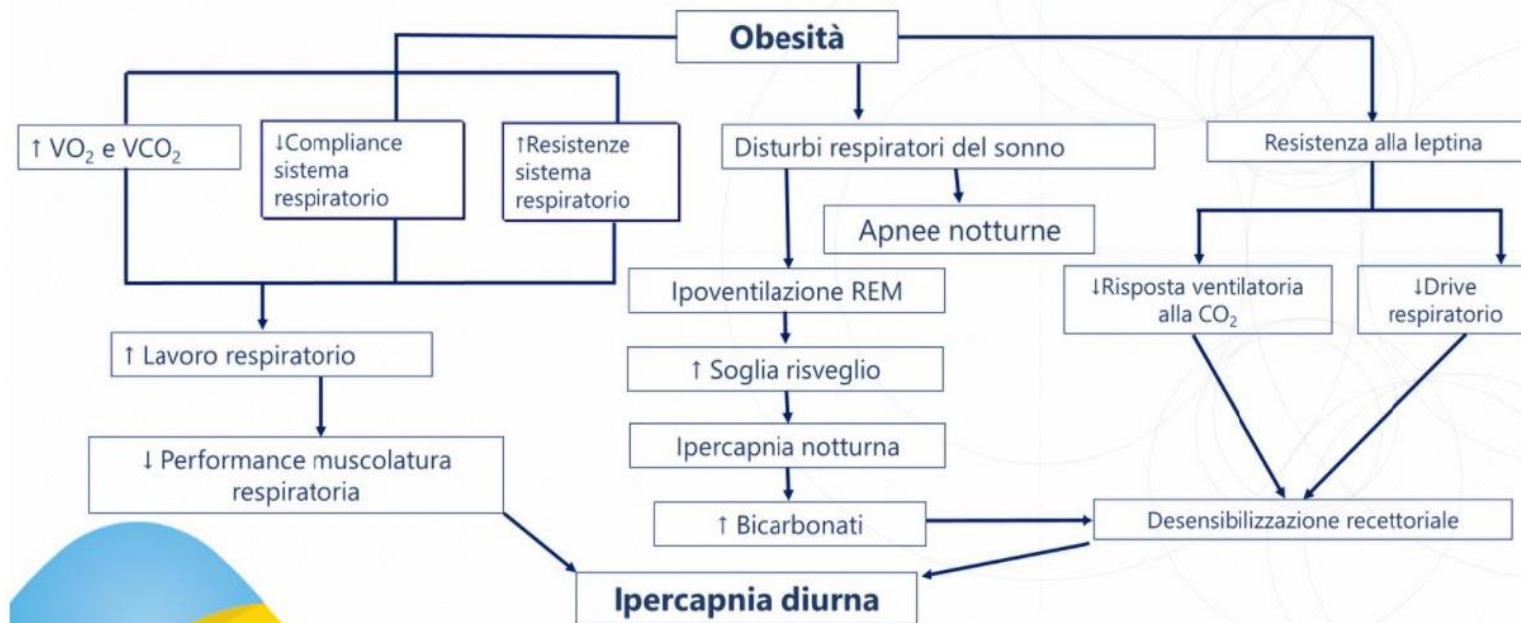 Obesità
↑ VO₂ e VCO₂
↓Compliance
sistema
respiratorio
↑Resistenze
sistema
respiratorio
Disturbi respiratori del sonno
Resistenza alla leptina
Apnee notturne
Ipoventilazione REM
↓Risposta ventilatoria
alla CO₂
↓Drive
respiratorio
↑ Lavoro respiratorio
↑ Soglia risveglio
↓ Performance muscolatura
respiratoria
Ipercapnia notturna
↑ Bicarbonati
Desensibilizzazione recettoriale
Ipercapnia diurna